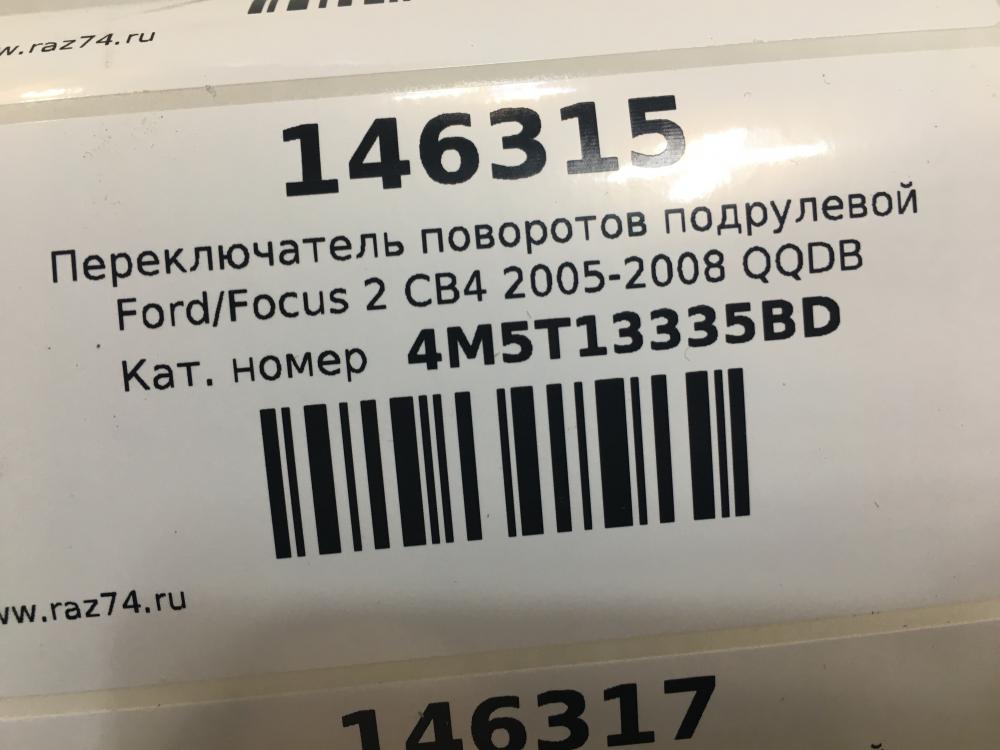 www.raz74.ru
146315
Переключатель поворотов подрулевой
Ford/Focus 2 CB4 2005-2008 QQDB
Кат. номер 4M5T13335BD
www.raz74.ru
146317